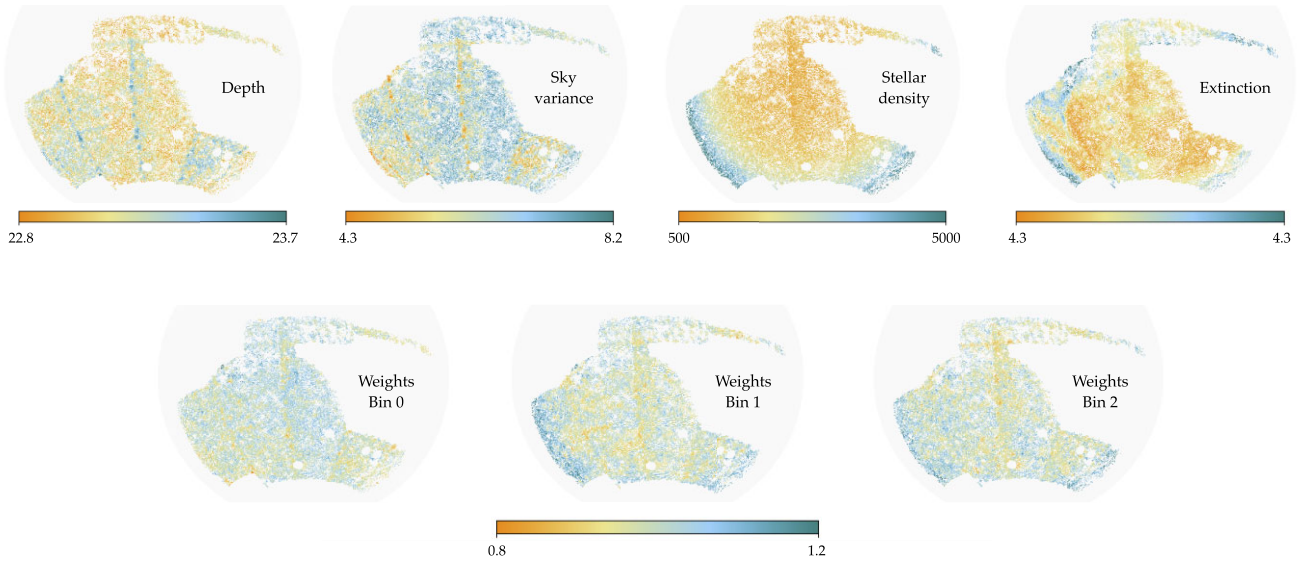 Depth
Sky
variance
Stellar
density
Extinction
22.8
23.7
4.3
8.2
500
5000
4.3
4.3
Weights
Bin 0
Weights
Bin 1
Weights
Bin 2
0.8
1.2